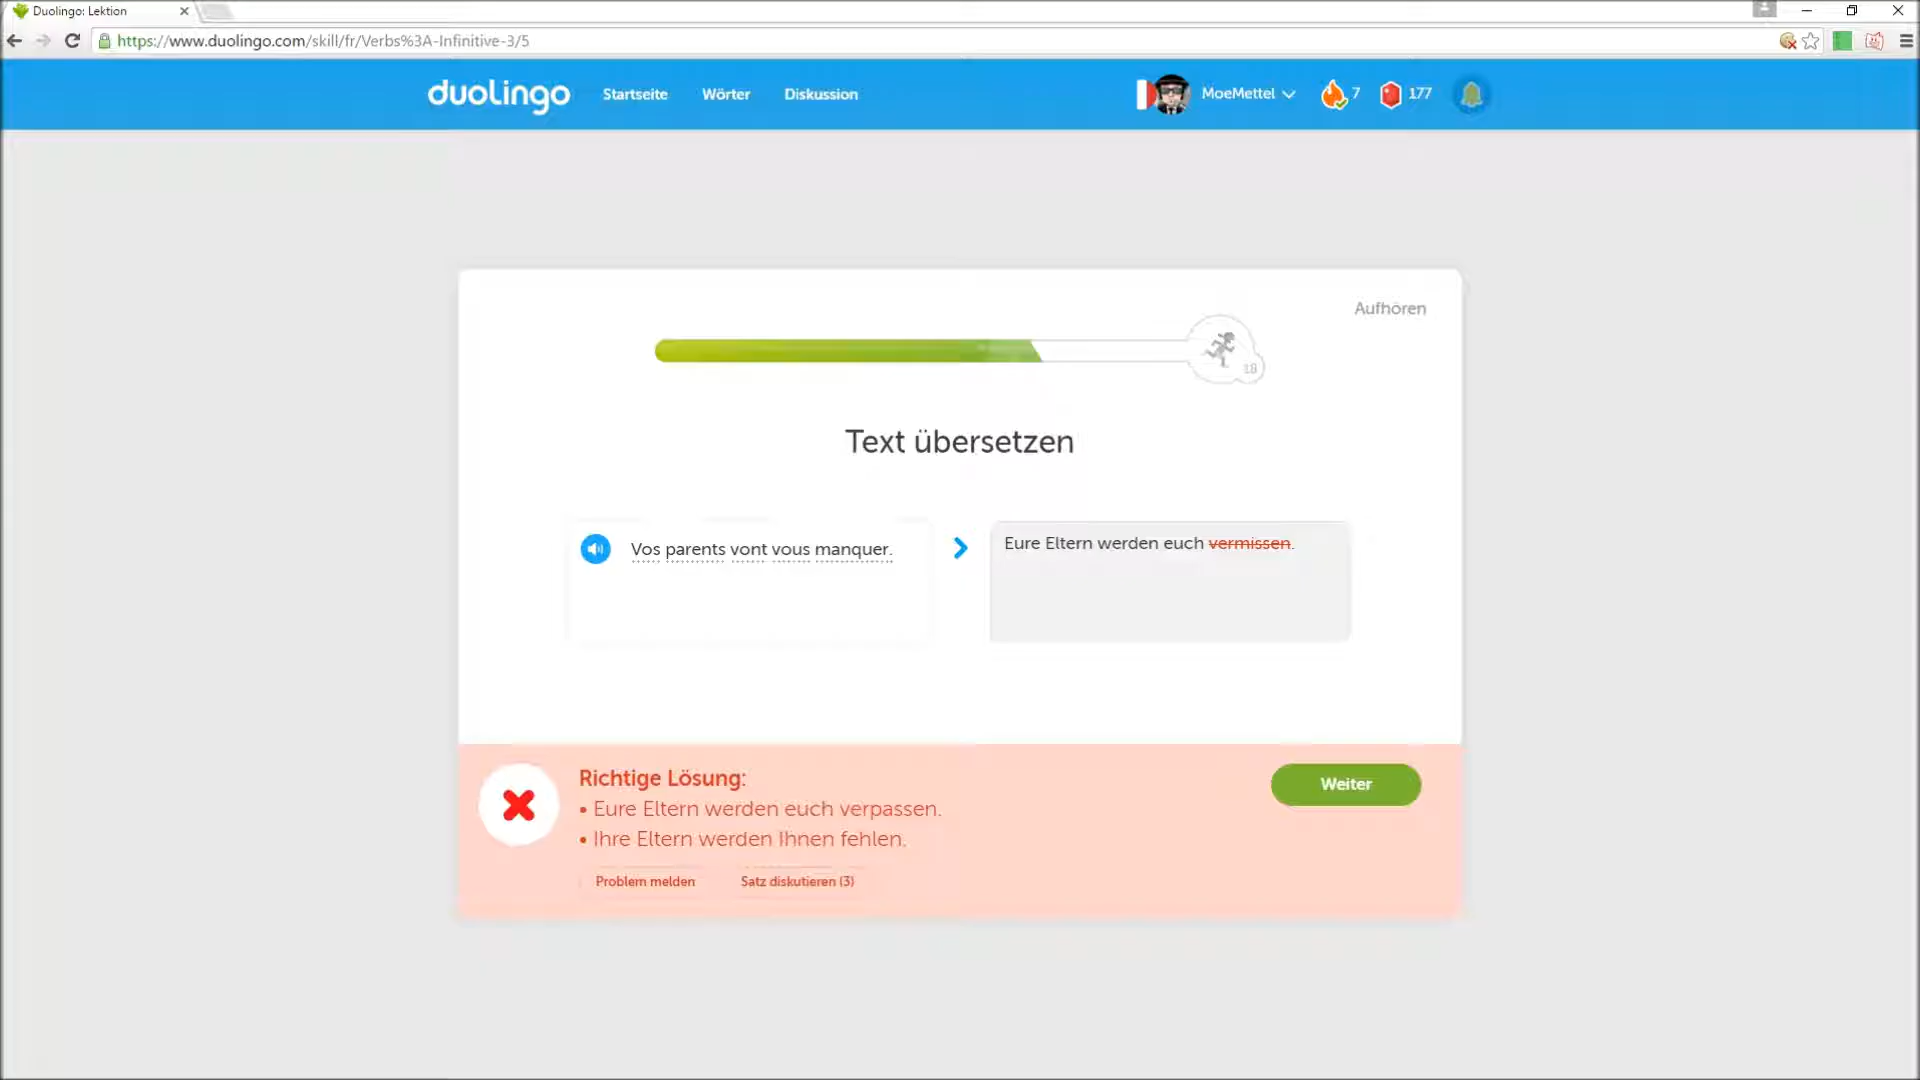 Duolingo: Lektion
https://www.duolingo.com/skill/fr/Verbs%3A-Infinitive-3/5
duolingo
Startseite
Wörter
Diskussion
MoeMettel
7
177
Aufhören
18
Text übersetzen
Vos parents vont vous manquer.
Eure Eltern werden euch vermissen.
Richtige Lösung:
• Eure Eltern werden euch verpassen.
• Ihre Eltern werden Ihnen fehlen.
Weiter
Problem melden
Satz diskutieren (3)